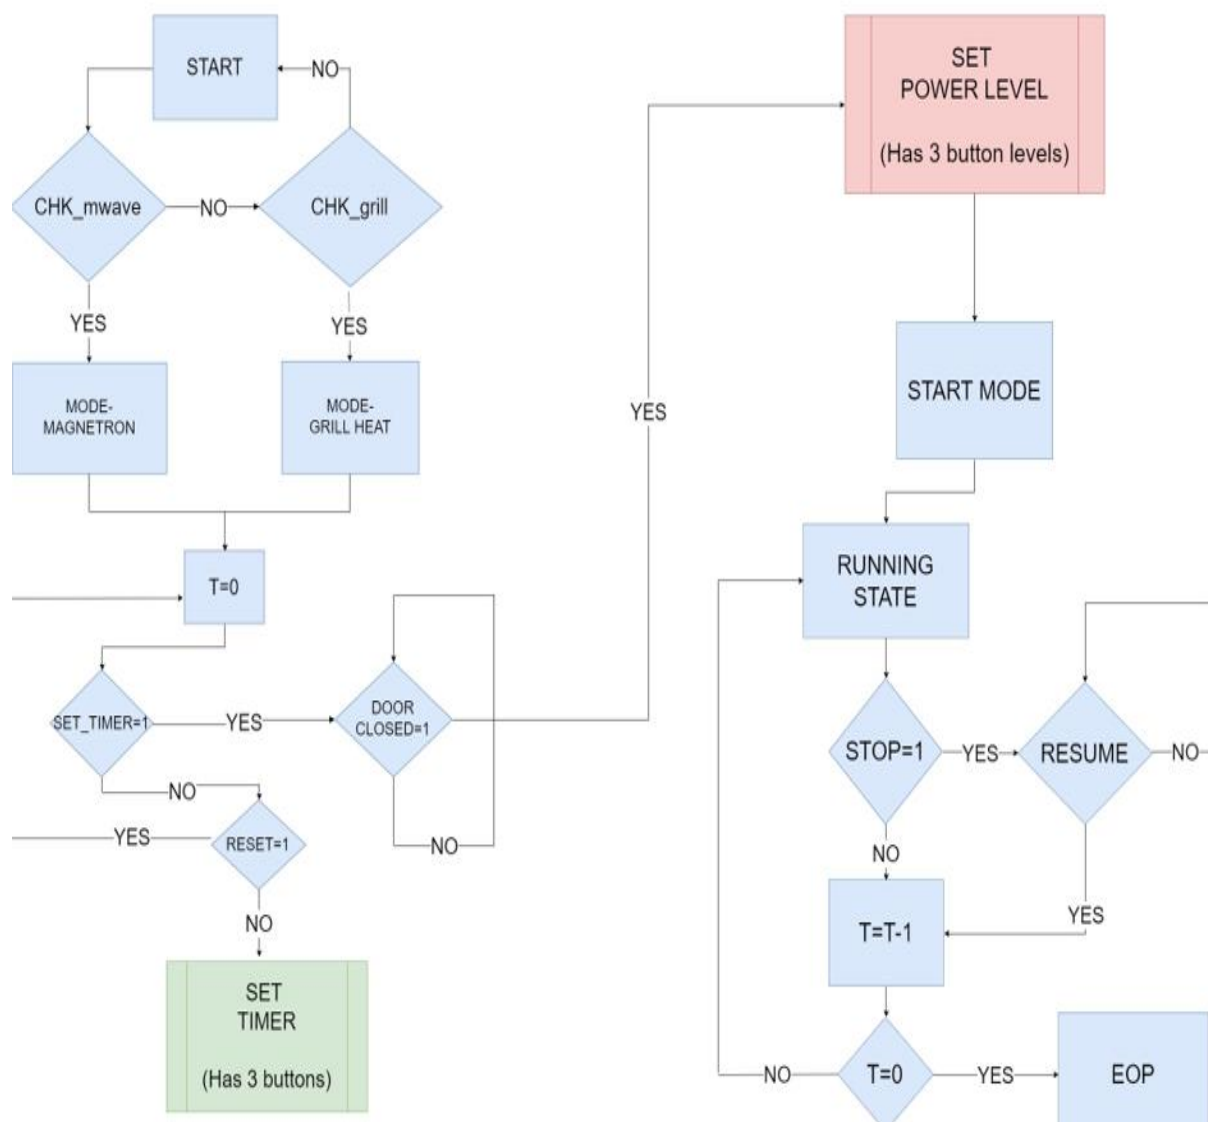 START
NO
CHK_mwave
NO
CHK_grill
YES
YES
MODE-
MAGNETRON
MODE-
GRILL HEAT
T=0
SET_TIMER=1
YES
DOOR
CLOSED=1
NO
YES
RESET=1
NO
NO
SET
TIMER
(Has 3 buttons)
YES
SET
POWER LEVEL
(Has 3 button levels)
START MODE
RUNNING
STATE
STOP=1
YES
RESUME
NO
NO
YES
T=T-1
NO
T=0
YES
EOP